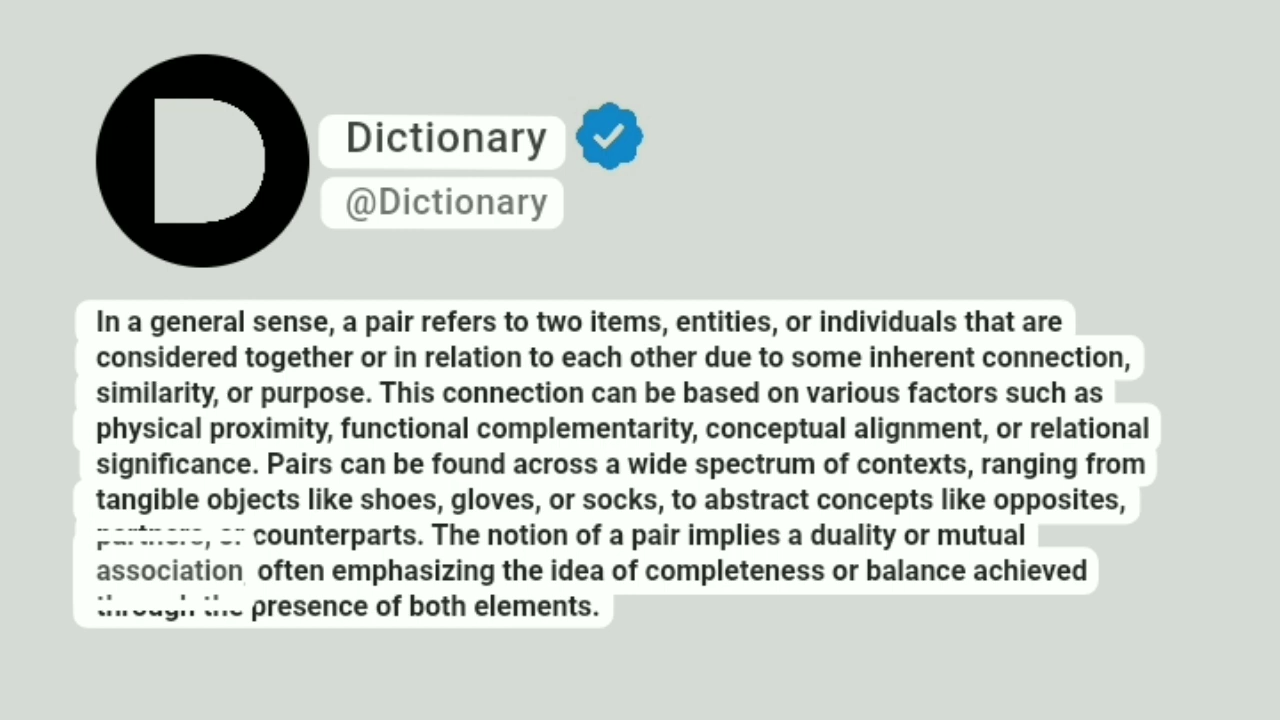 D
Dictionary
@Dictionary
In a general sense, a pair refers to two items, entities, or individuals that are
considered together or in relation to each other due to some inherent connection,
similarity, or purpose. This connection can be based on various factors such as
physical proximity, functional complementarity, conceptual alignment, or relational
significance. Pairs can be found across a wide spectrum of contexts, ranging from
tangible objects like shoes, gloves, or socks, to abstract concepts like opposites,
partners, or counterparts. The notion of a pair implies a duality or mutual
association, often emphasizing the idea of completeness or balance achieved
through the presence of both elements.